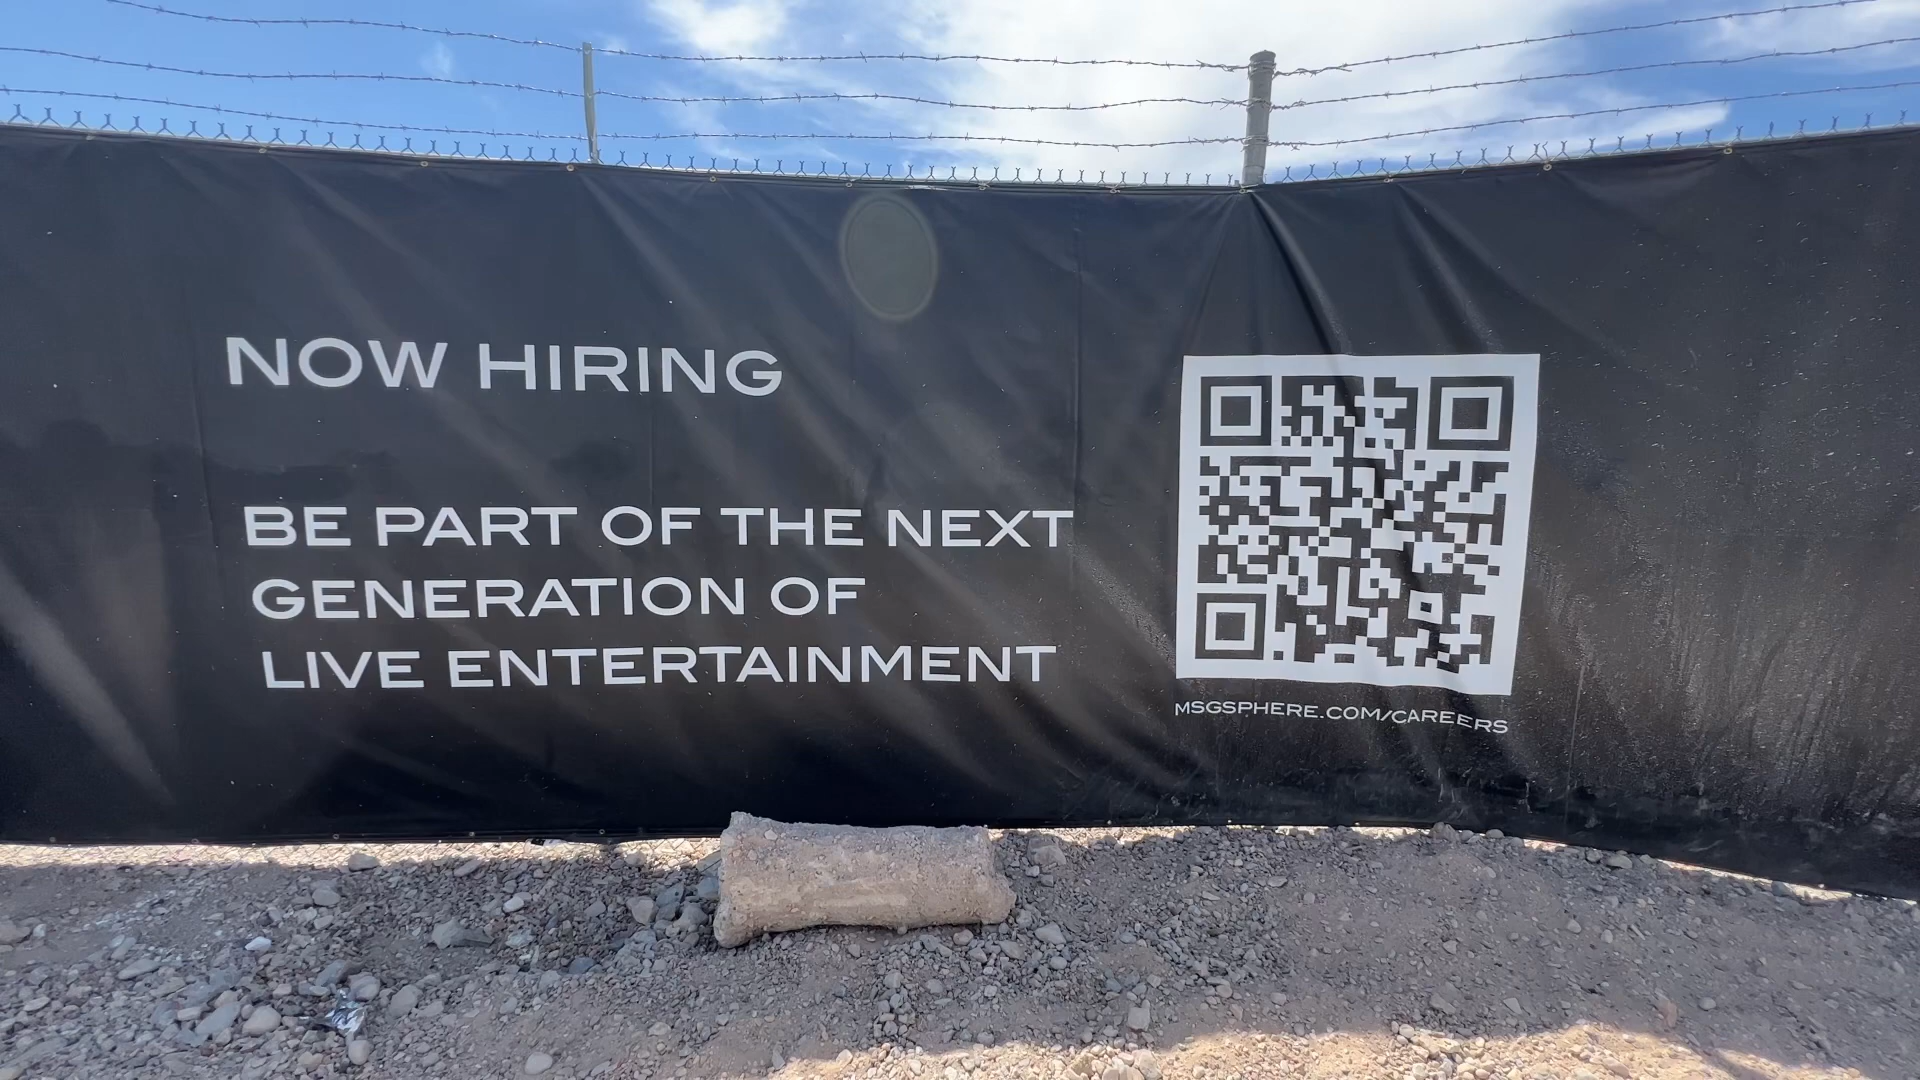 NOW HIRING
BE PART OF THE NEXT
GENERATION OF
LIVE ENTERTAINMENT
MSGSPHERE.COM/CAREERS